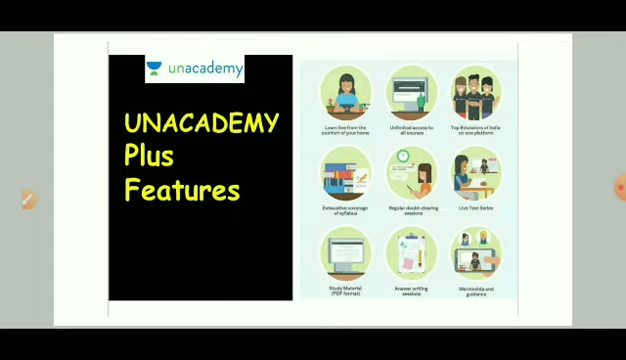 unacademy
UNACADEMY
Plus
Features
Learn live from the
comfort of your home
Unlimited access to
all courses
Top Educators of India
on one platform
Exhaustive coverage
of syllabus
Regular doubt clearing
sessions
Live Test Series
Study Material
(PDF format)
Answer writing
sessions
Mentorship and
guidance